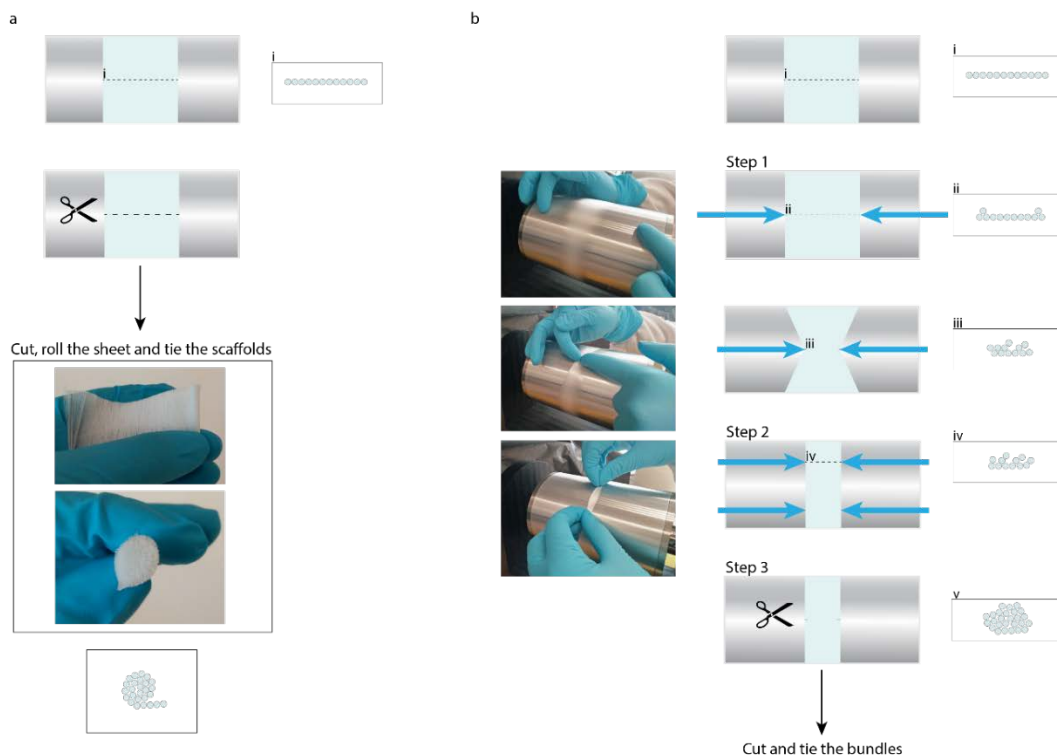 a
i
i
Cut, roll the sheet and tie the scaffolds
b
i
i
Step 1
ii
ii
iii
iii
Step 2
iv
iv
Step 3
v
Cut and tie the bundles